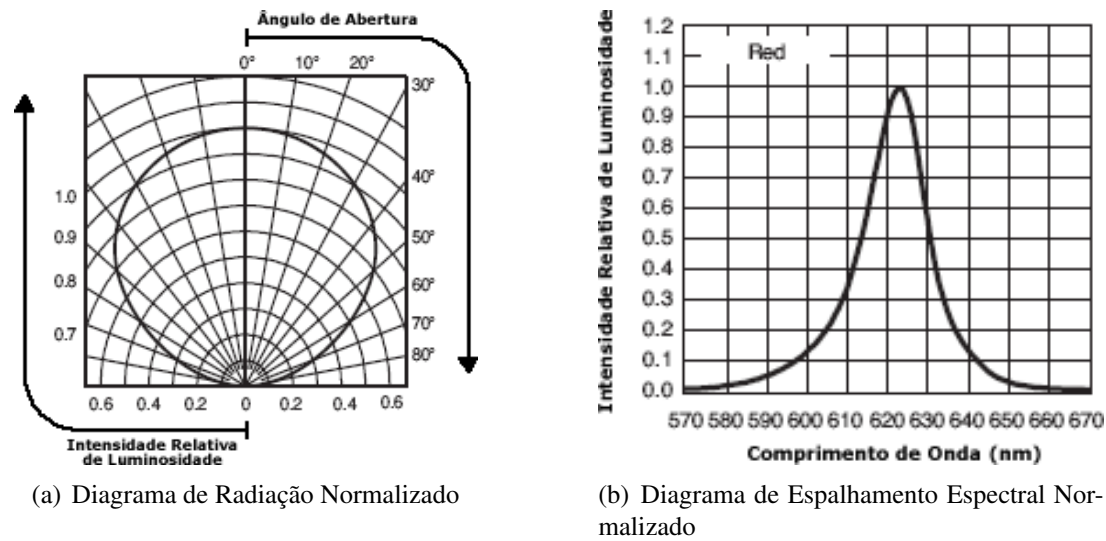 Ângulo de Abertura
0° 10° 20°
30°
40°
50°
60°
70°
80°
1.0
0.9
0.8
0.7
0.6 0.4 0.2 0 0.2 0.4 0.6
Intensidade Relativa
de Luminosidade
(a) Diagrama de Radiação Normalizado
Intensidade Relativa de Luminosidade
1.2
1.1
1.0
0.9
0.8
0.7
0.6
0.5
0.4
0.3
0.2
0.1
0.0
Red
570 580 590 600 610 620 630 640 650 660 670
Comprimento de Onda (nm)
(b) Diagrama de Espalhamento Espectral Nor-
malizado